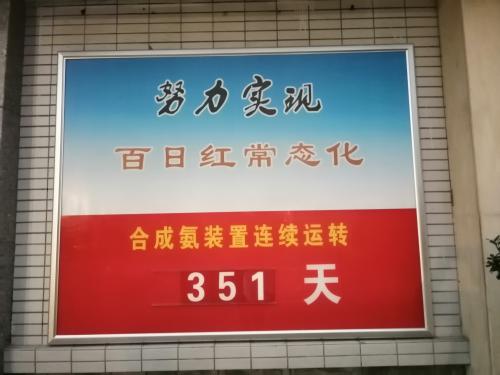 努力实现
百日红常态化
合成氨装置连续运转
351 天